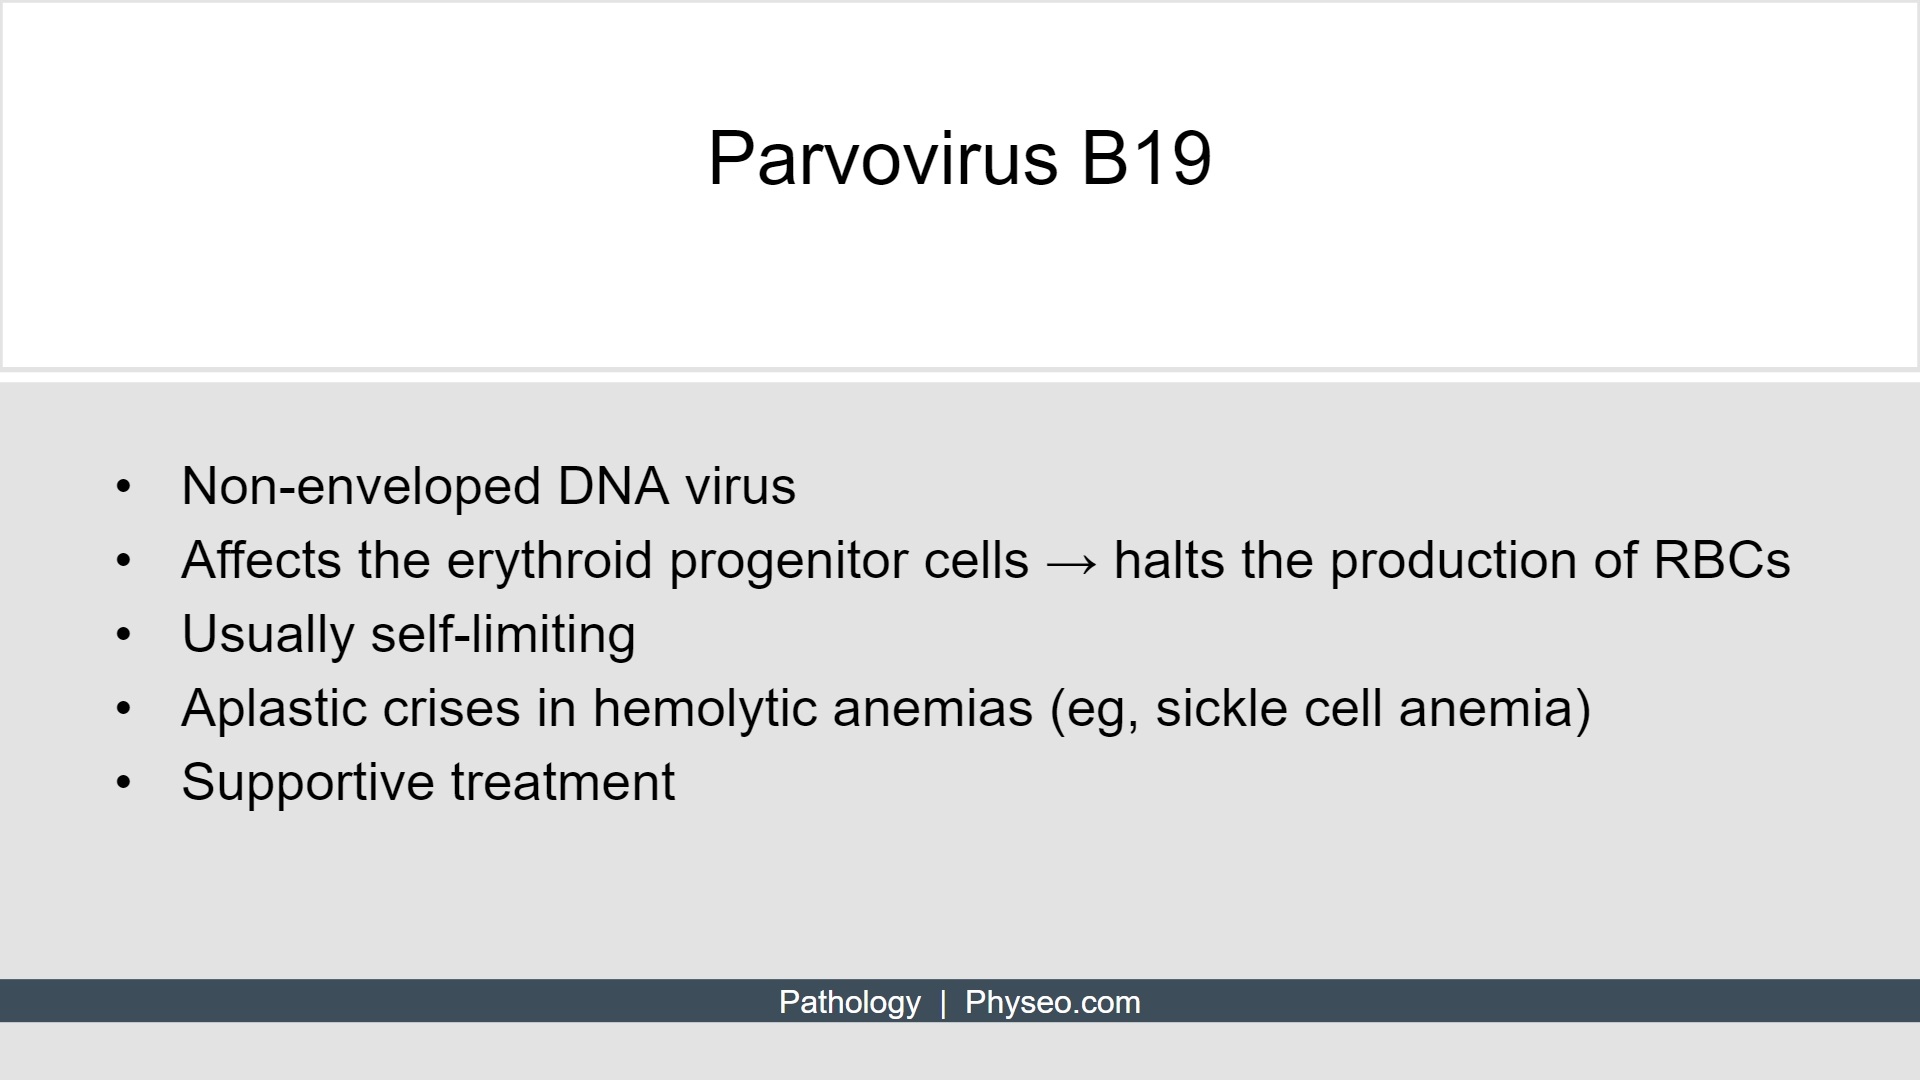 Parvovirus B19
• Non-enveloped DNA virus
• Affects the erythroid progenitor cells → halts the production of RBCs
• Usually self-limiting
• Aplastic crises in hemolytic anemias (eg, sickle cell anemia)
• Supportive treatment
Pathology | Physeo.com